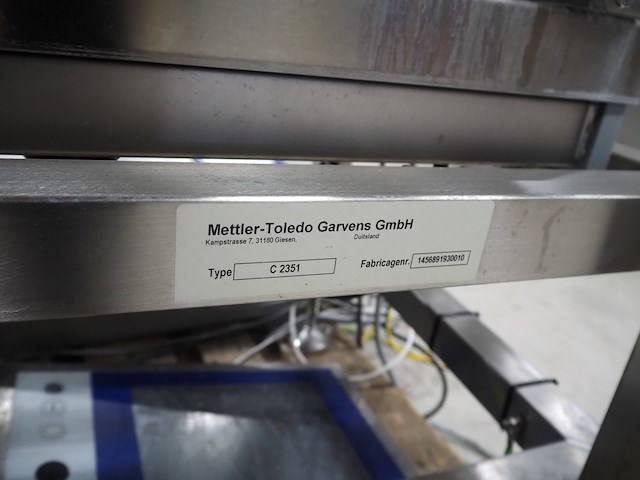 Mettler-Toledo Garvens GmbH
Kampstrasse 7, 31180 Giesen, Duitsland
Type C 2351 Fabricagenr. 1456891930010